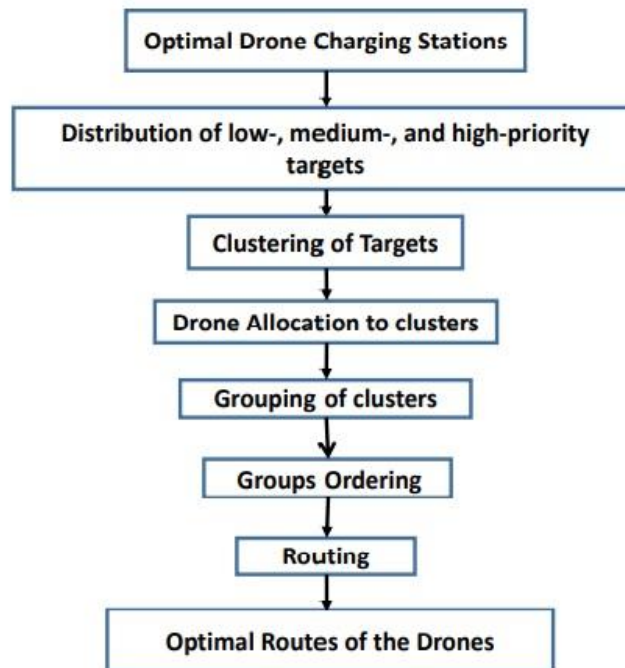 Optimal Drone Charging Stations
Distribution of low-, medium-, and high-priority
targets
Clustering of Targets
Drone Allocation to clusters
Grouping of clusters
Groups Ordering
Routing
Optimal Routes of the Drones